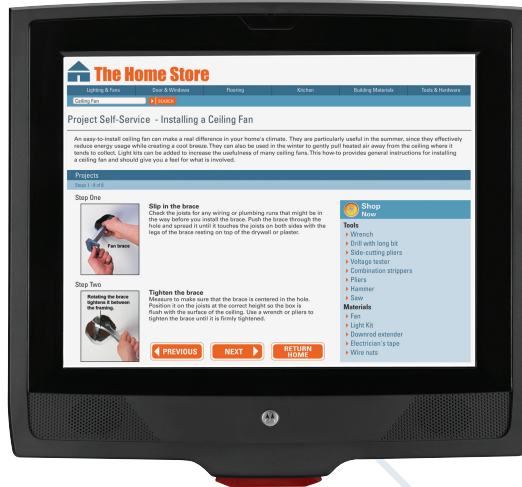 The Home Store
Lighting & Fans Door & Windows Flooring Kitchen Building Materials Tools & Hardware
Ceiling Fan SEARCH
Project Self-Service - Installing a Ceiling Fan
An easy-to-install ceiling fan can make a real difference in your home's climate. They are particularly useful in the summer, since they effectively
reduce energy usage while creating a cool breeze. They can also be used in the winter to gently pull heated air away from the ceiling where it
tends to collect. Light kits can be added to increase the usefulness of many ceiling fans. This how-to provides general instructions for installing
a ceiling fan and should give you a feel for what is involved.
Projects
Steps 1 - 8 of 8
Step One
Fan brace
Slip in the brace
Check the joists for any wiring or plumbing runs that might be in
the way before you install the brace. Push the brace through the
hole and spread it until it touches the joists on both sides with the
legs of the brace resting on top of the drywall or plaster.
Step Two
Rotating the brace
tightens it between
the framing.
Tighten the brace
Measure to make sure that the brace is centered in the hole.
Position it on the joists at the correct height so the box is
flush with the surface of the ceiling. Use a wrench or pliers to
tighten the brace until it is firmly tightened.
PREVIOUS NEXT RETURN
HOME
Shop
Now
Tools
Wrench
Drill with long bit
Side-cutting pliers
Voltage tester
Combination strippers
Pliers
Hammer
Saw
Materials
Fan
Light Kit
Downrod extender
Electrician's tape
Wire nuts